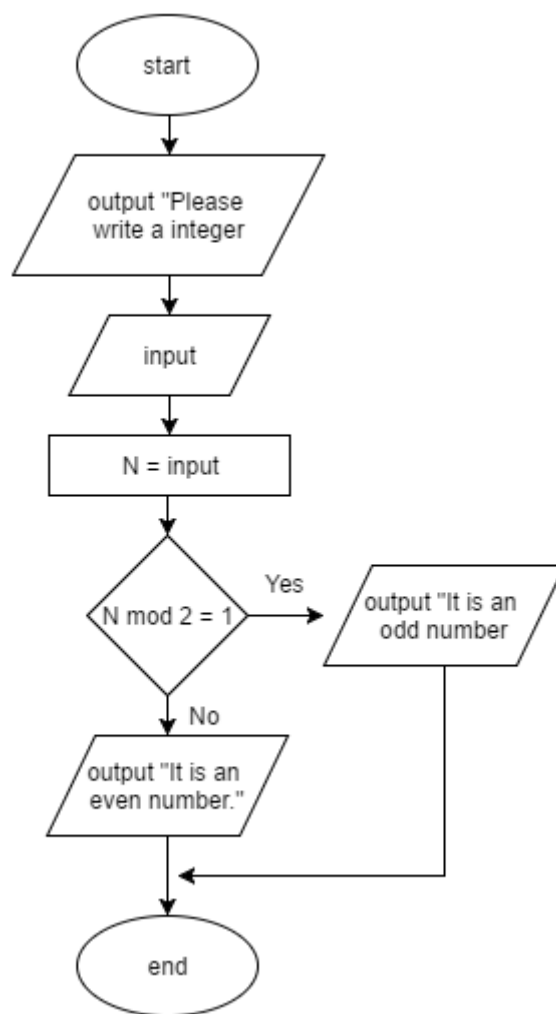 start
output "Please
write a integer
input
N = input
N mod 2 = 1
Yes
output "It is an
odd number
No
output "It is an
even number."
end